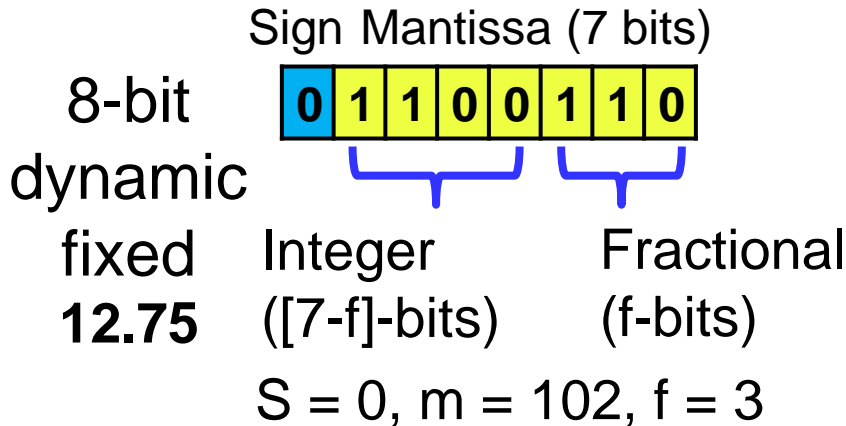 Sign Mantissa (7 bits)
8-bit dynamic fixed 12.75
0 1 1 0 0 1 1 0
Integer ([7-f]-bits)
Fractional (f-bits)
S = 0, m = 102, f = 3